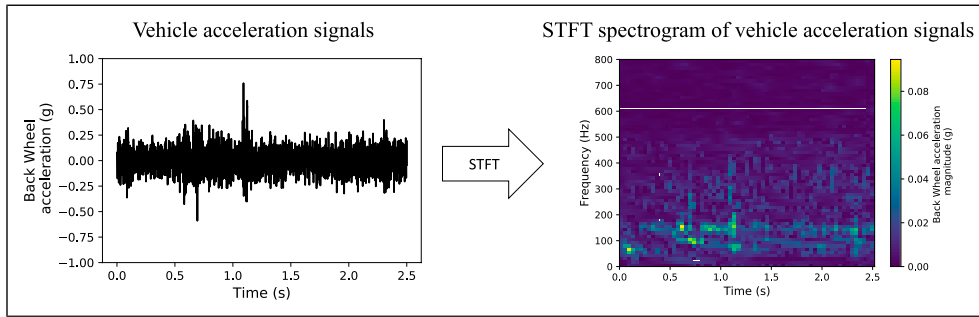 Vehicle acceleration signals
STFT spectrogram of vehicle acceleration signals
Back Wheel
acceleration (g)
1.00
0.75
0.50
0.25
0.00
−0.25
−0.50
−0.75
−1.00
0.0 0.5 1.0 1.5 2.0 2.5
Time (s)
STFT
Frequency (Hz)
800
700
600
500
400
300
200
100
0
0.0 0.5 1.0 1.5 2.0 2.5
Time (s)
0.08
0.06
0.04
0.02
0.00
Back Wheel acceleration
magnitude (g)